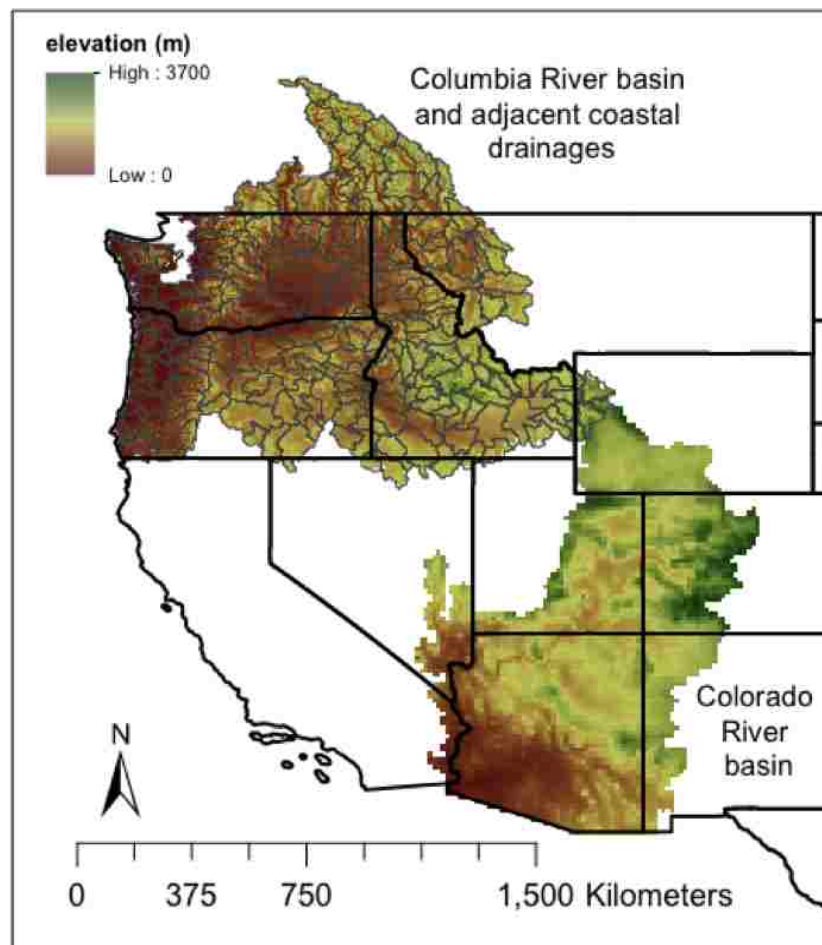 elevation (m)
High : 3700
Low : 0
Columbia River basin
and adjacent coastal
drainages
Colorado
River
basin
N
0 375 750 1,500 Kilometers